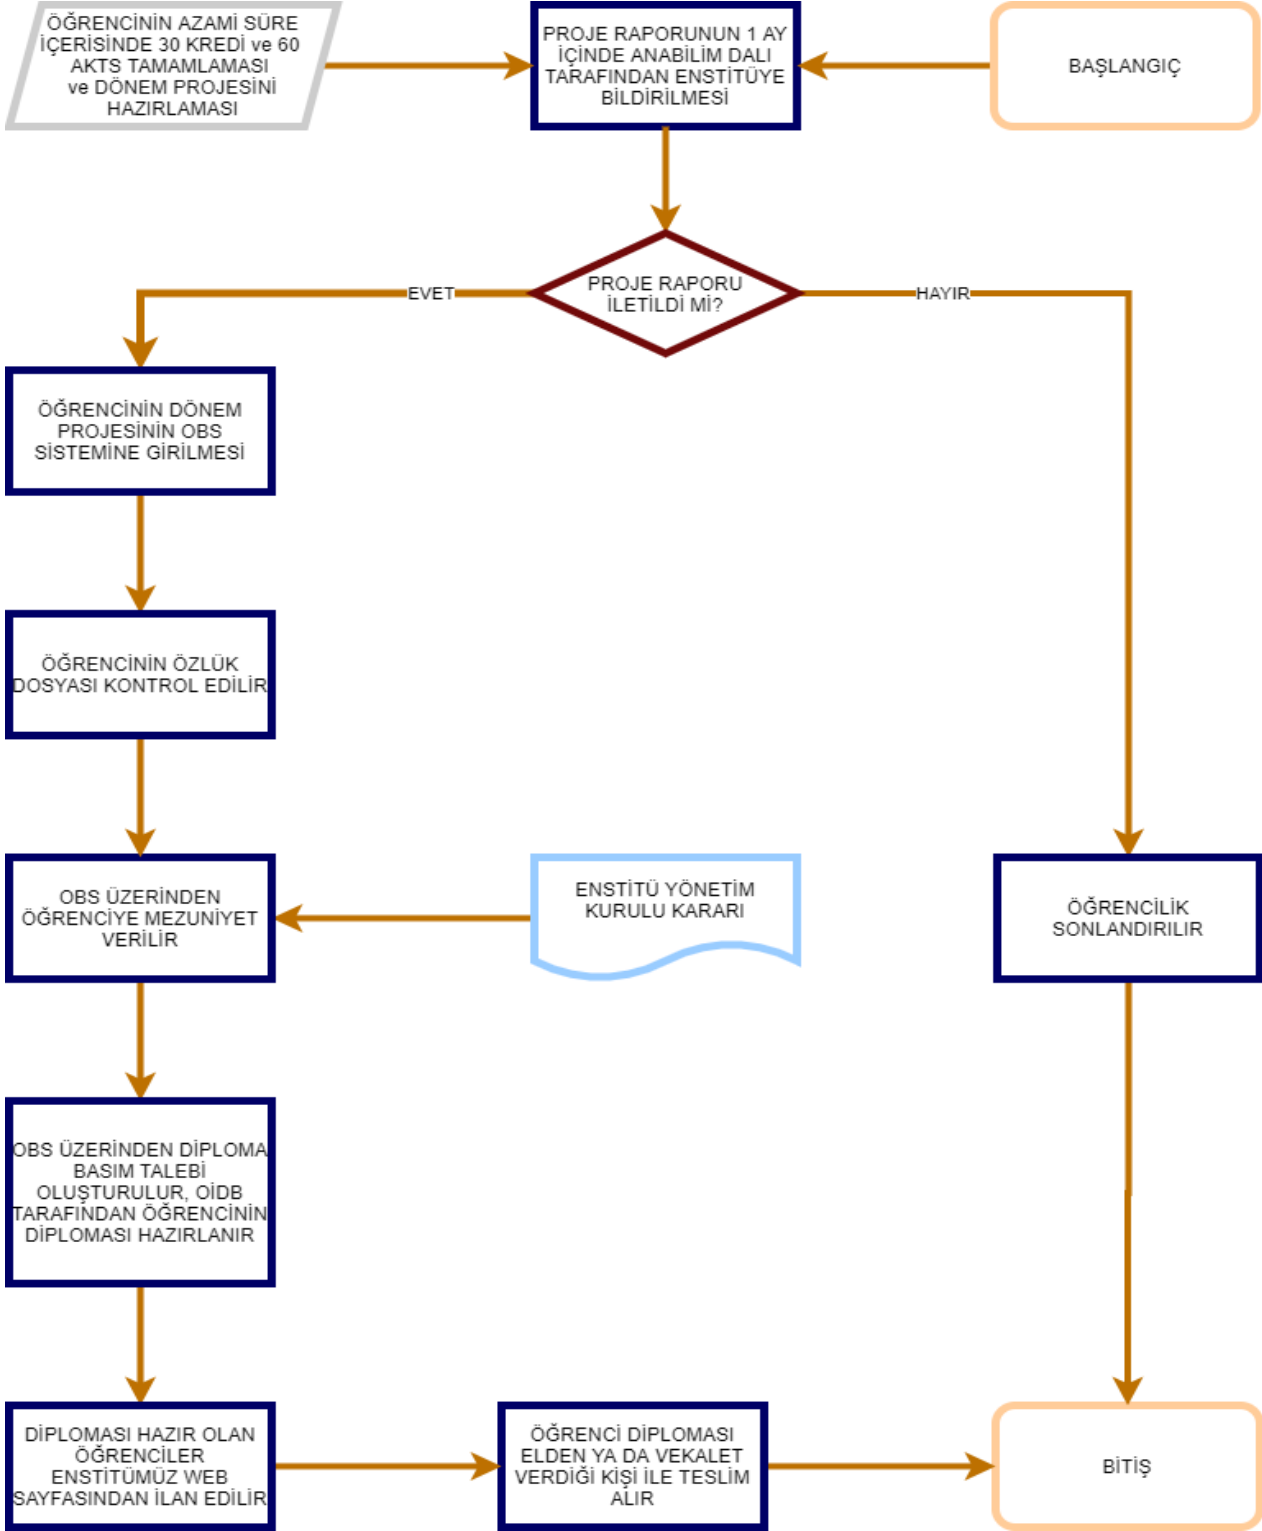 ÖĞRENCİNİN AZAMİ SÜRE
İÇERİSİNDE 30 KREDİ ve 60
AKTS TAMAMLAMASI
ve DÖNEM PROJESİNİ
HAZIRLAMASI
PROJE RAPORUNUN 1 AY
İÇİNDE ANABİLİM DALI
TARAFINDAN ENSTİTÜYE
BİLDİRİLMESİ
BAŞLANGIÇ
PROJE RAPORU
İLETİLDİ Mİ?
EVET
HAYIR
ÖĞRENCİNİN DÖNEM
PROJESİNİN OBS
SİSTEMİNE GİRİLMESİ
ÖĞRENCİNİN ÖZLÜK
DOSYASI KONTROL EDİLİR
OBS ÜZERİNDEN
ÖĞRENCİYE MEZUNİYET
VERİLİR
ENSTİTÜ YÖNETİM
KURULU KARARI
ÖĞRENCİLİK
SONLANDIRILIR
OBS ÜZERİNDEN DİPLOMA
BASIM TALEBİ
OLUŞTURULUR, OİDB
TARAFINDAN ÖĞRENCİNİN
DİPLOMASI HAZIRLANIR
DİPLOMASI HAZIR OLAN
ÖĞRENCİLER
ENSTİTÜMÜZ WEB
SAYFASINDAN İLAN EDİLİR
ÖĞRENCİ DİPLOMASI
ELDEN YA DA VEKALET
VERDİĞİ KİŞİ İLE TESLİM
ALIR
BİTİŞ